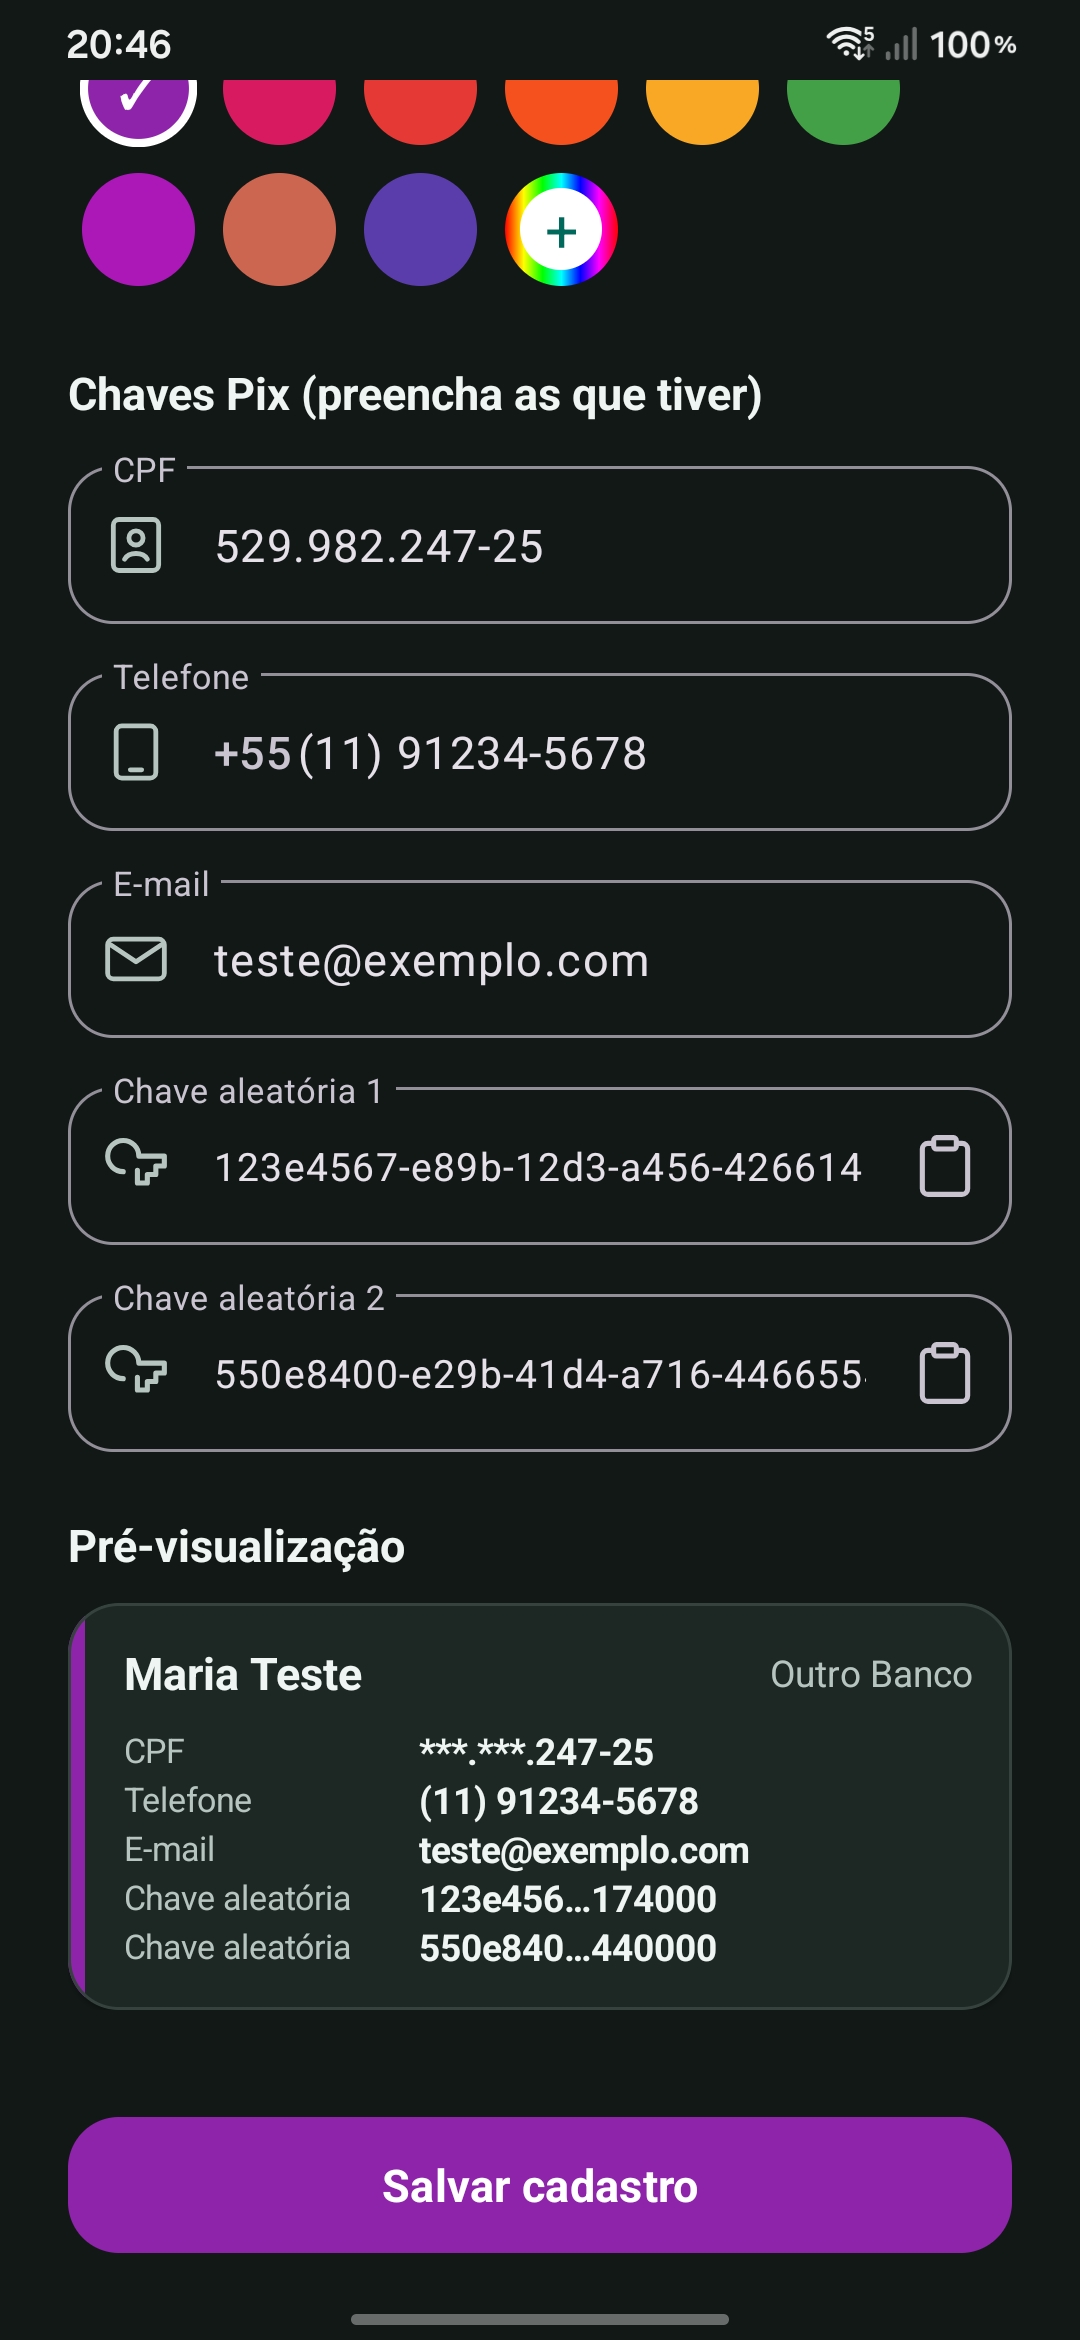 20:46
5
100%
✓
+
Chaves Pix (preencha as que tiver)
CPF
529.982.247-25
Telefone
+55 (11) 91234-5678
E-mail
teste@exemplo.com
Chave aleatória 1
123e4567-e89b-12d3-a456-426614
Chave aleatória 2
550e8400-e29b-41d4-a716-446655
Pré-visualização
Maria Teste Outro Banco
CPF ***.***.247-25
Telefone (11) 91234-5678
E-mail teste@exemplo.com
Chave aleatória 123e456...174000
Chave aleatória 550e840...440000
Salvar cadastro